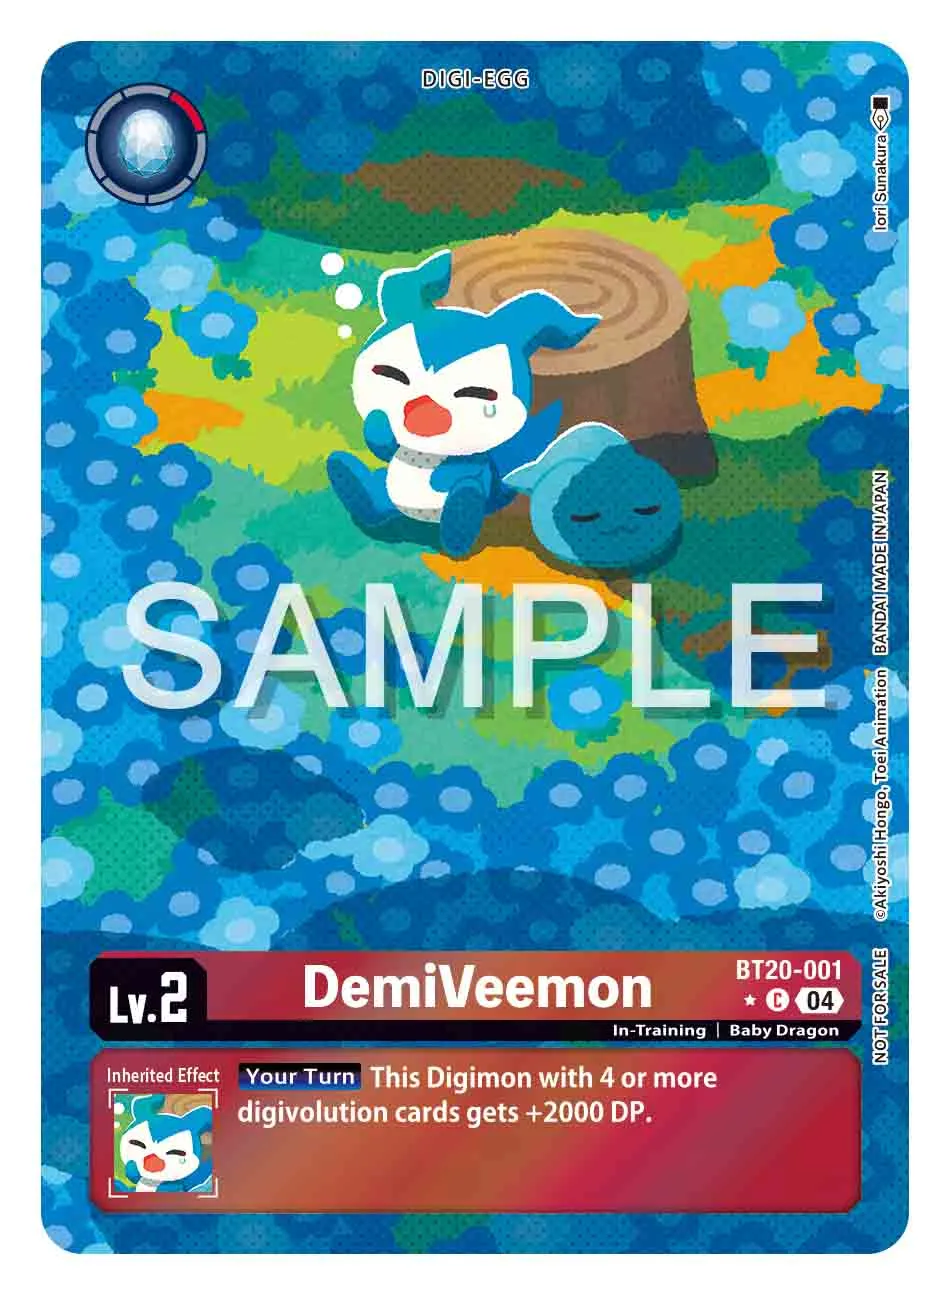 DIGI-EGG
Iori Sunakura
SAMPLE
BANDAI MADE IN JAPAN
©Akiyoshi Hongo, Toei Animation
NOT FOR SALE
Lv.2
DemiVeemon
BT20-001
C 04
In-Training | Baby Dragon
Inherited Effect
Your Turn This Digimon with 4 or more
digivolution cards gets +2000 DP.